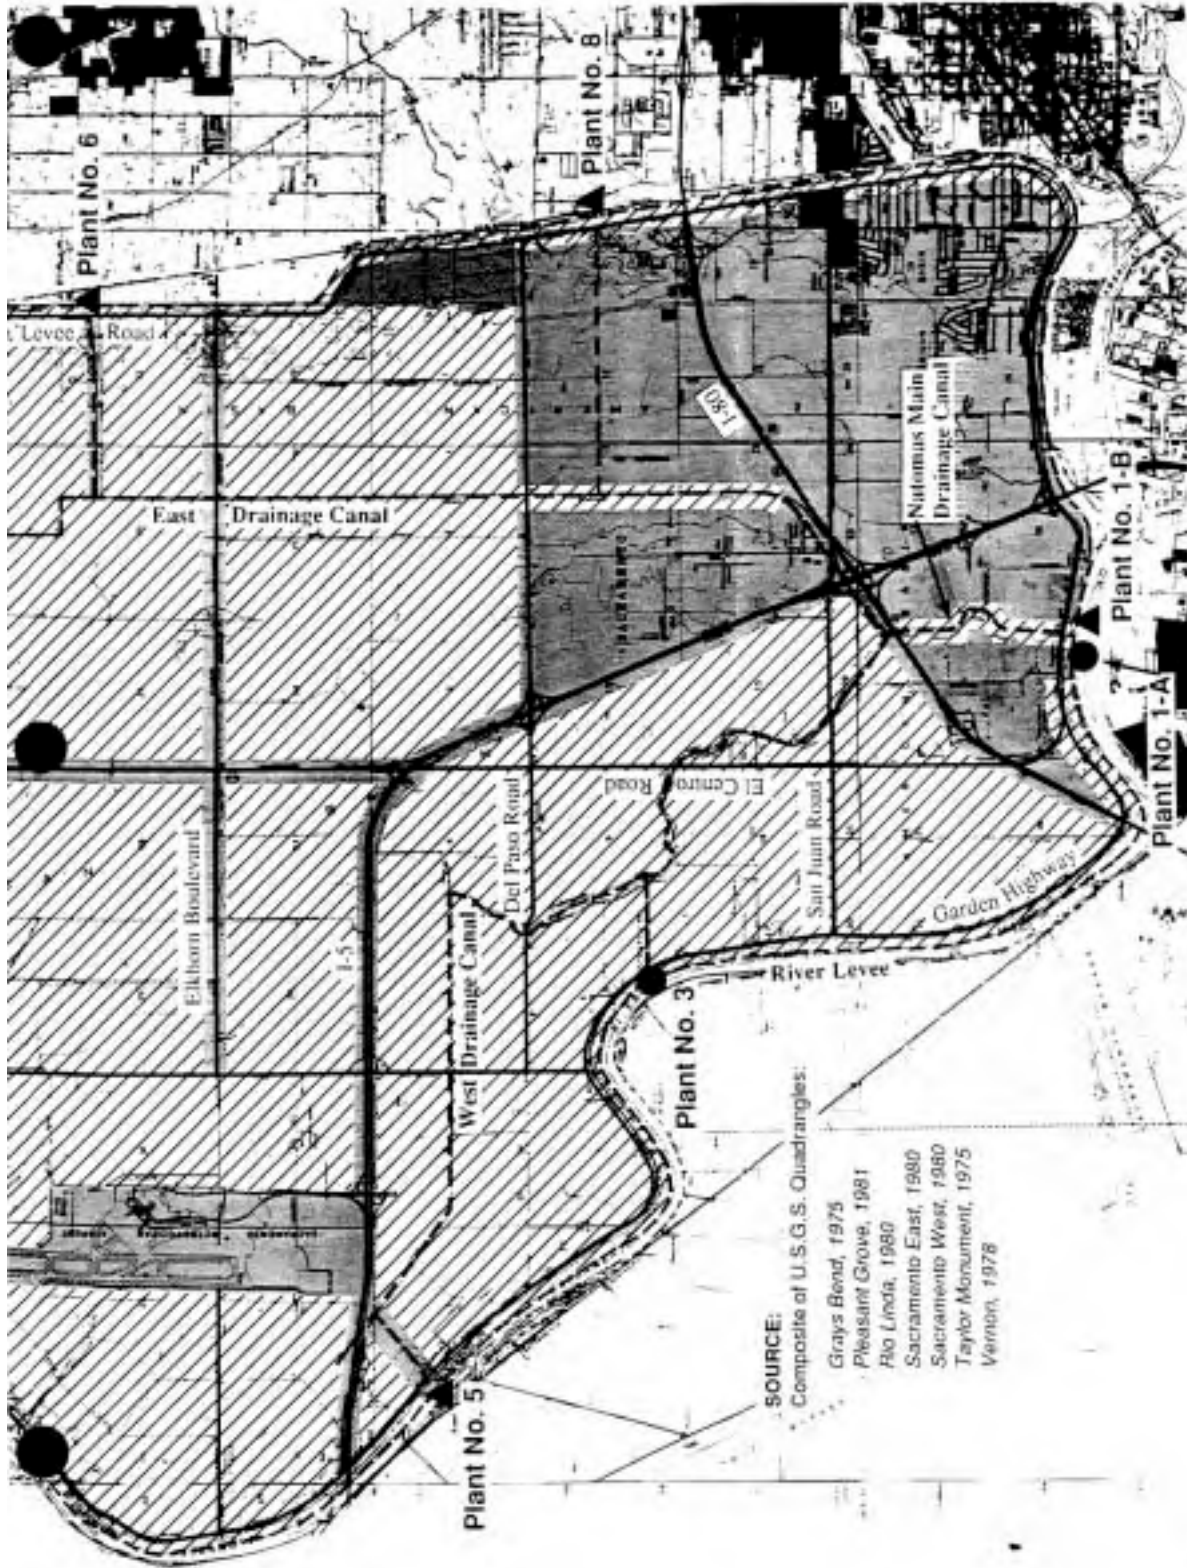 Plant No. 6
Plant No. 8
Levee Road
East Drainage Canal
I-80
Natomas Main
Drainage Canal
Plant No. 1-B
?
Plant No. 1-A
Elkhorn Boulevard
I-5
Del Paso Road
El Centro
Road
San Juan Road
Garden Highway
West Drainage Canal
River Levee
Plant No. 3
Plant No. 5
SACRAMENTO
SOURCE:
Composite of U.S.G.S. Quadrangles:
Grays Bend, 1975
Pleasant Grove, 1981
Rio Linda, 1980
Sacramento East, 1980
Sacramento West, 1980
Taylor Monument, 1975
Vernon, 1978